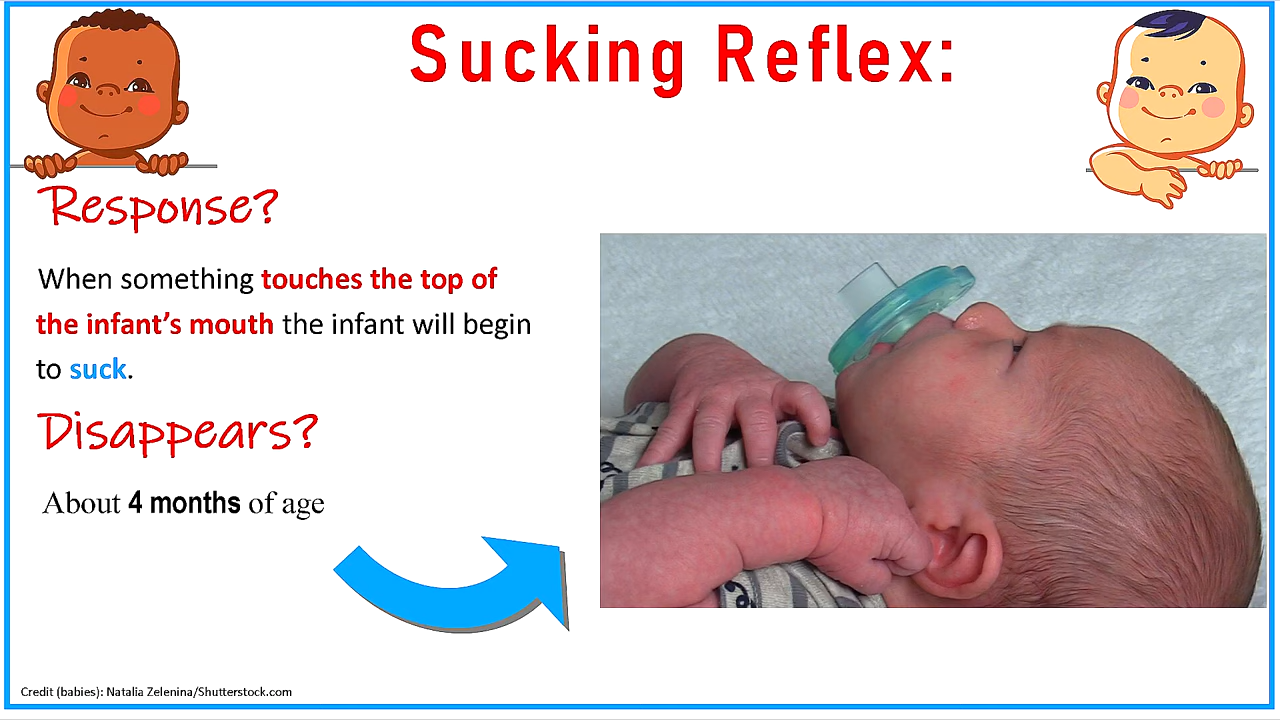 Sucking Reflex:
Response?
When something touches the top of
the infant’s mouth the infant will begin
to suck.
Disappears?
About 4 months of age
Credit (babies): Natalia Zelenina/Shutterstock.com